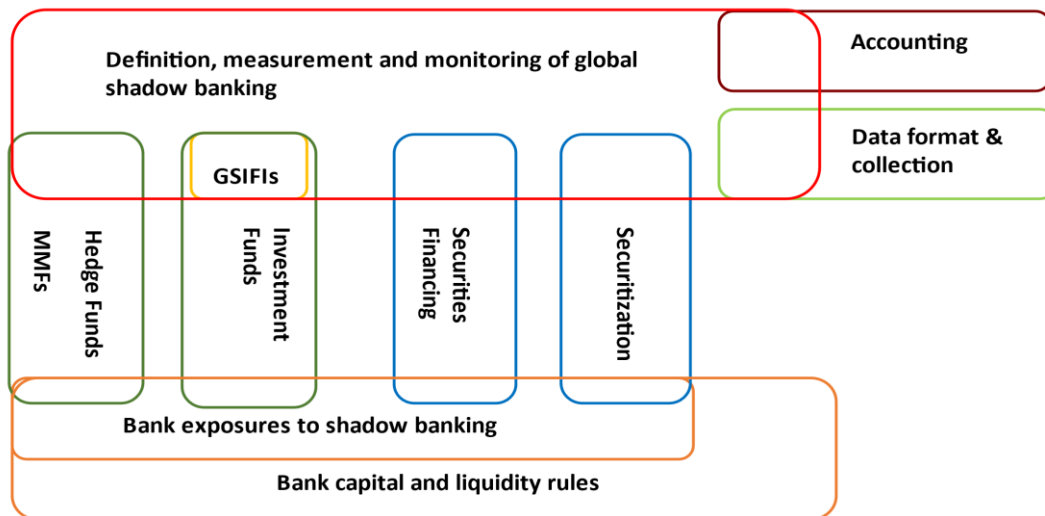 Definition, measurement and monitoring of global
shadow banking
Accounting
Data format &
collection
GSIFIs
Hedge Funds
MMFs
Investment
Funds
Securities
Financing
Securitization
Bank exposures to shadow banking
Bank capital and liquidity rules